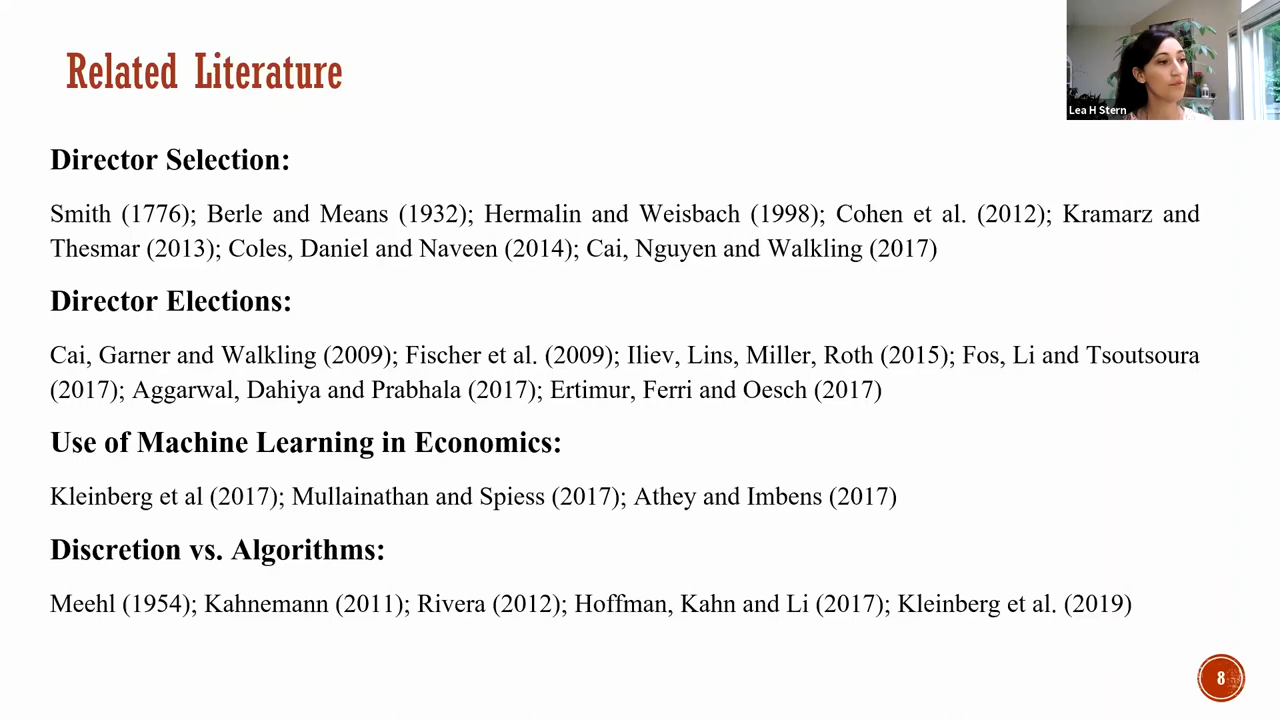 Related Literature
Lea H Stern
Director Selection:
Smith (1776); Berle and Means (1932); Hermalin and Weisbach (1998); Cohen et al. (2012); Kramarz and
Thesmar (2013); Coles, Daniel and Naveen (2014); Cai, Nguyen and Walkling (2017)
Director Elections:
Cai, Garner and Walkling (2009); Fischer et al. (2009); Iliev, Lins, Miller, Roth (2015); Fos, Li and Tsoutsoura
(2017); Aggarwal, Dahiya and Prabhala (2017); Ertimur, Ferri and Oesch (2017)
Use of Machine Learning in Economics:
Kleinberg et al (2017); Mullainathan and Spiess (2017); Athey and Imbens (2017)
Discretion vs. Algorithms:
Meehl (1954); Kahnemann (2011); Rivera (2012); Hoffman, Kahn and Li (2017); Kleinberg et al. (2019)
8